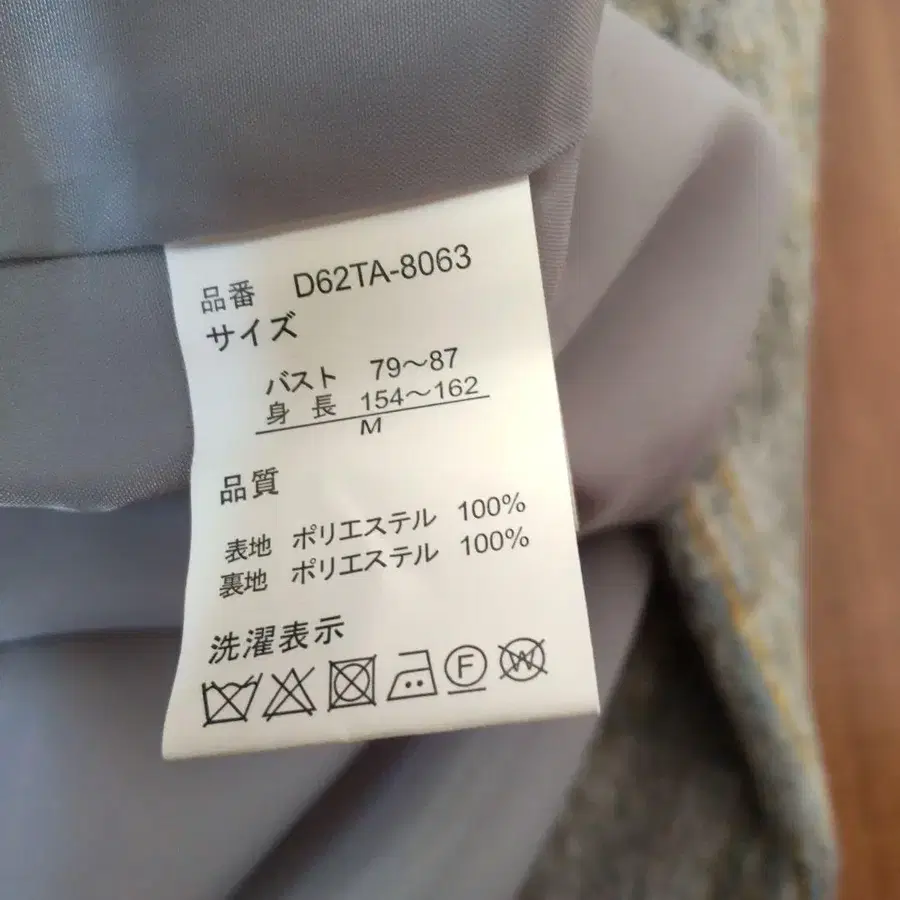 品番 D62TA-8063
サイズ
バスト 79～87
身長 154～162
M
品質
表地 ポリエステル 100%
裏地 ポリエステル 100%
洗濯表示
F W